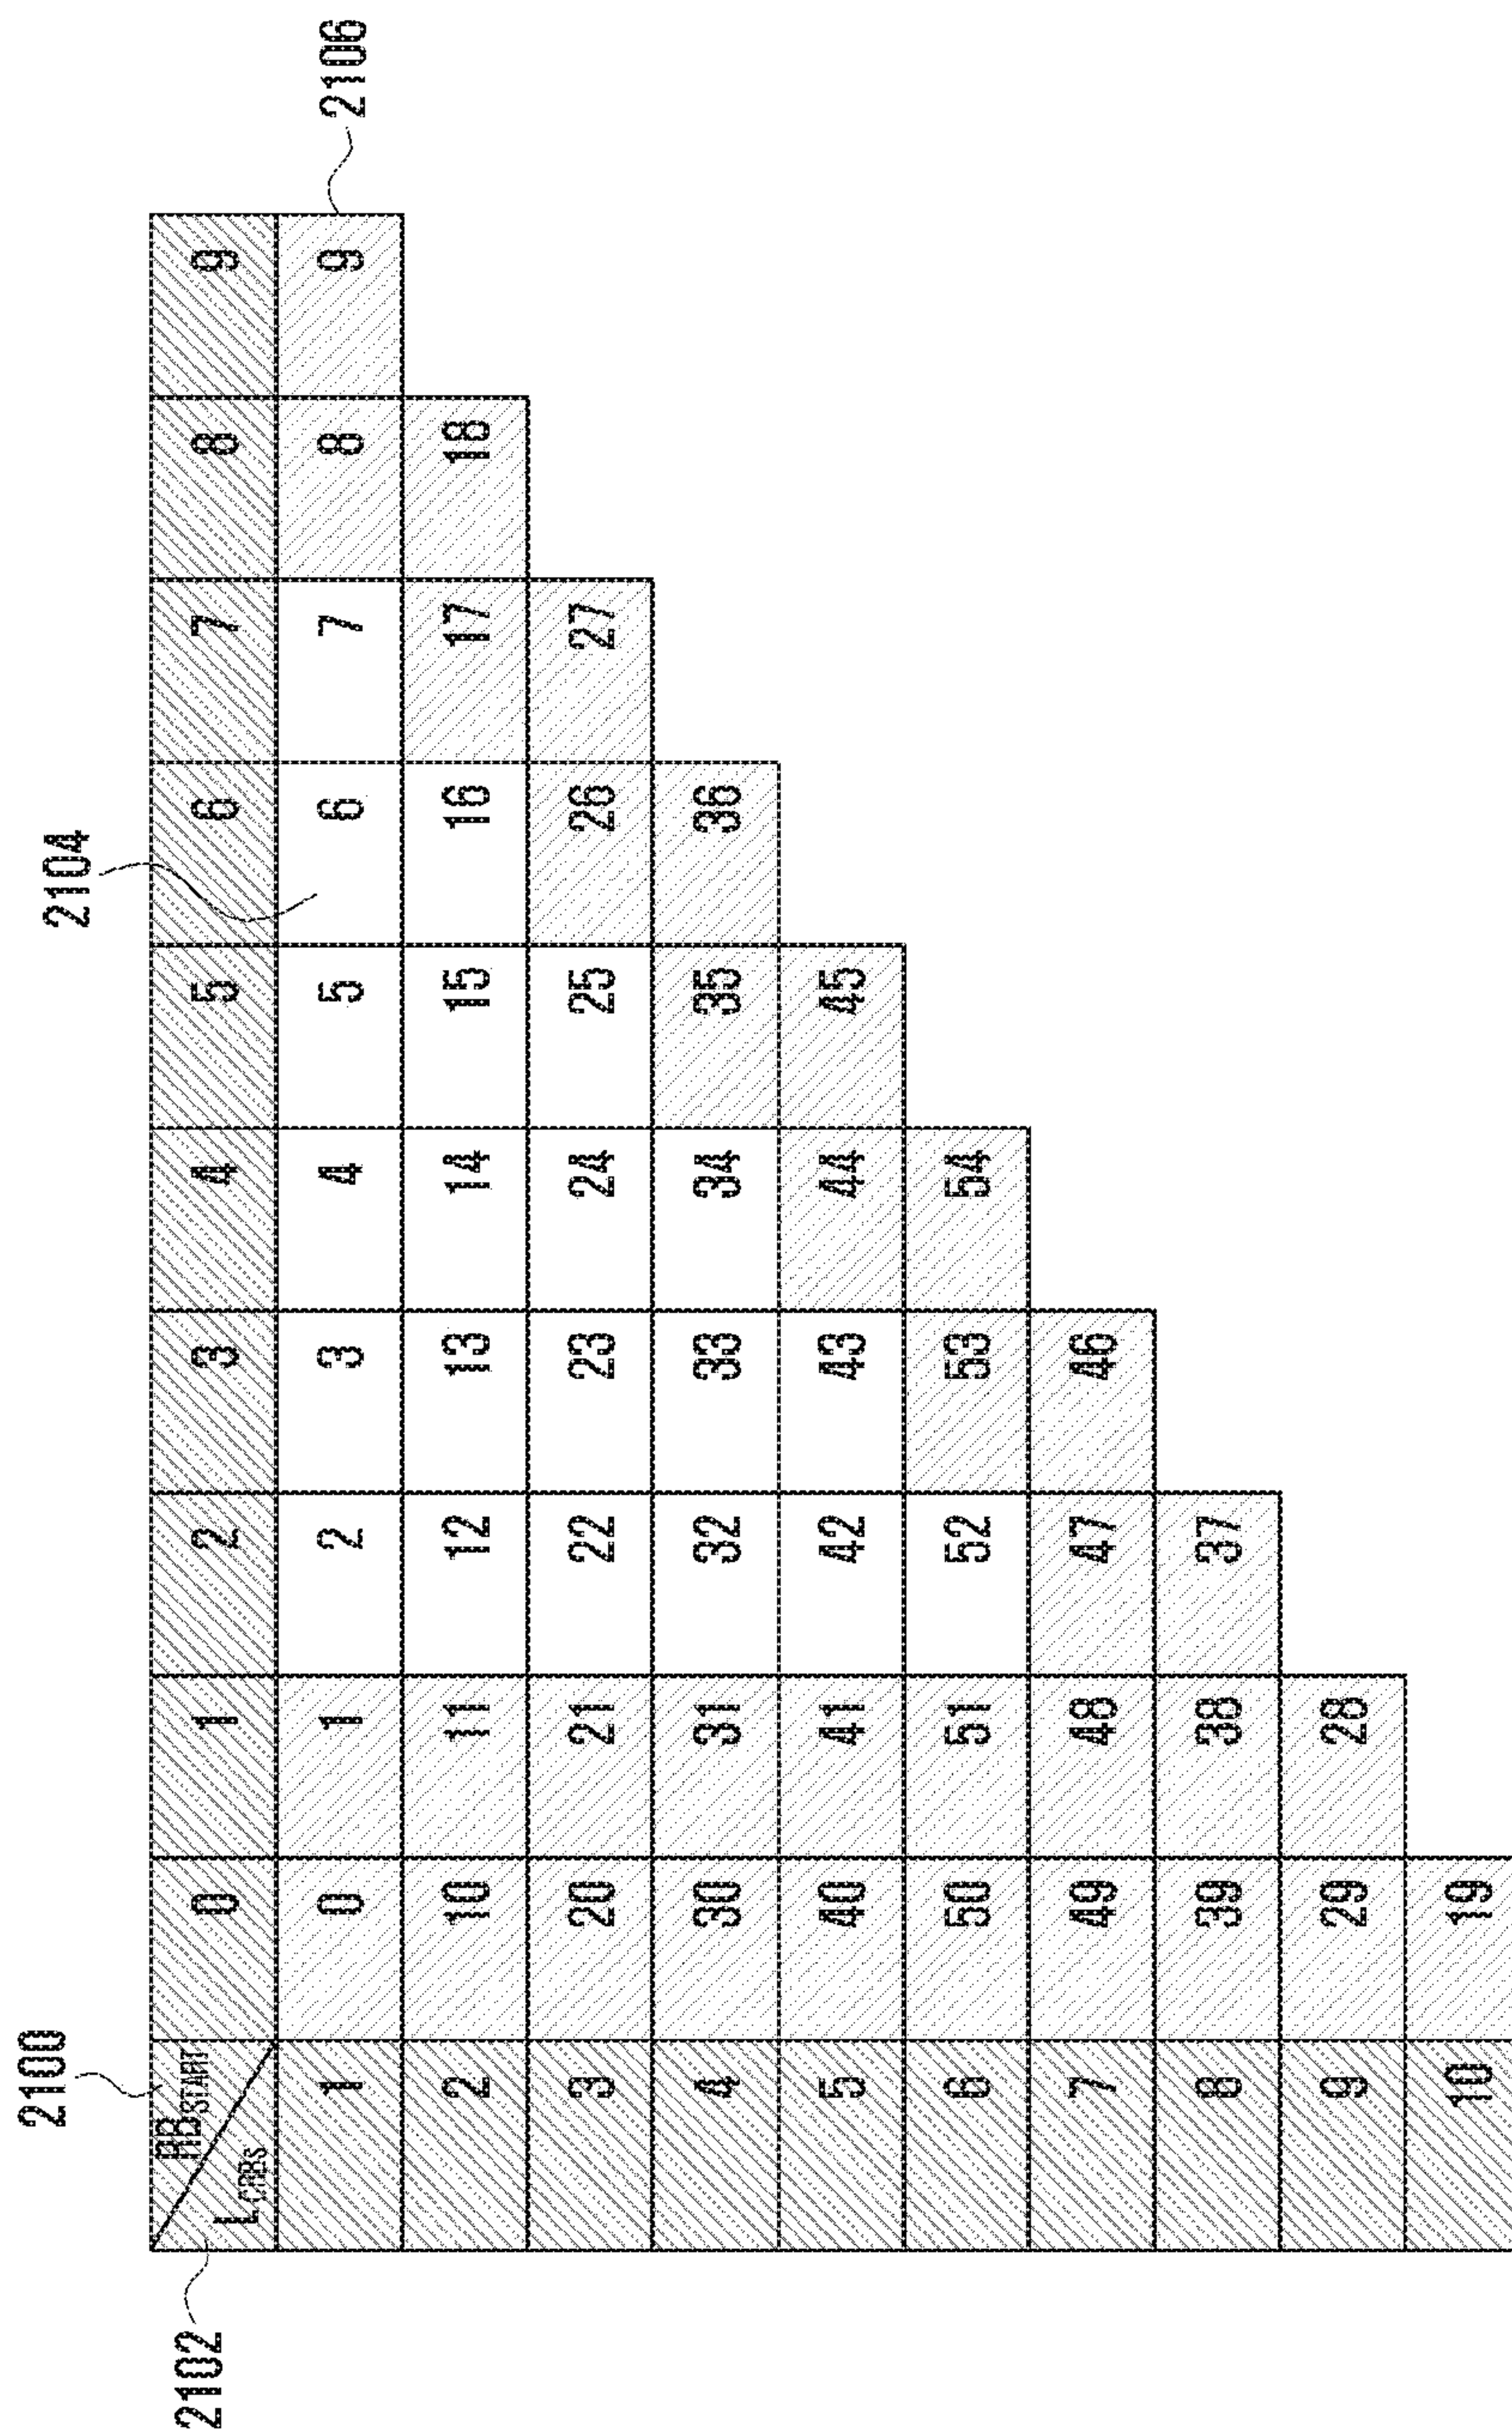 2100
2102
2104
2106
RB_START
L_CRBs
0 1 2 3 4 5 6 7 8 9
1 0 1 2 3 4 5 6 7 8 9
2 10 11 12 13 14 15 16 17 18
3 20 21 22 23 24 25 26 27
4 30 31 32 33 34 35 36
5 40 41 42 43 44 45
6 50 51 52 53 54
7 49 48 47 46
8 39 38 37
9 29 28
10 19